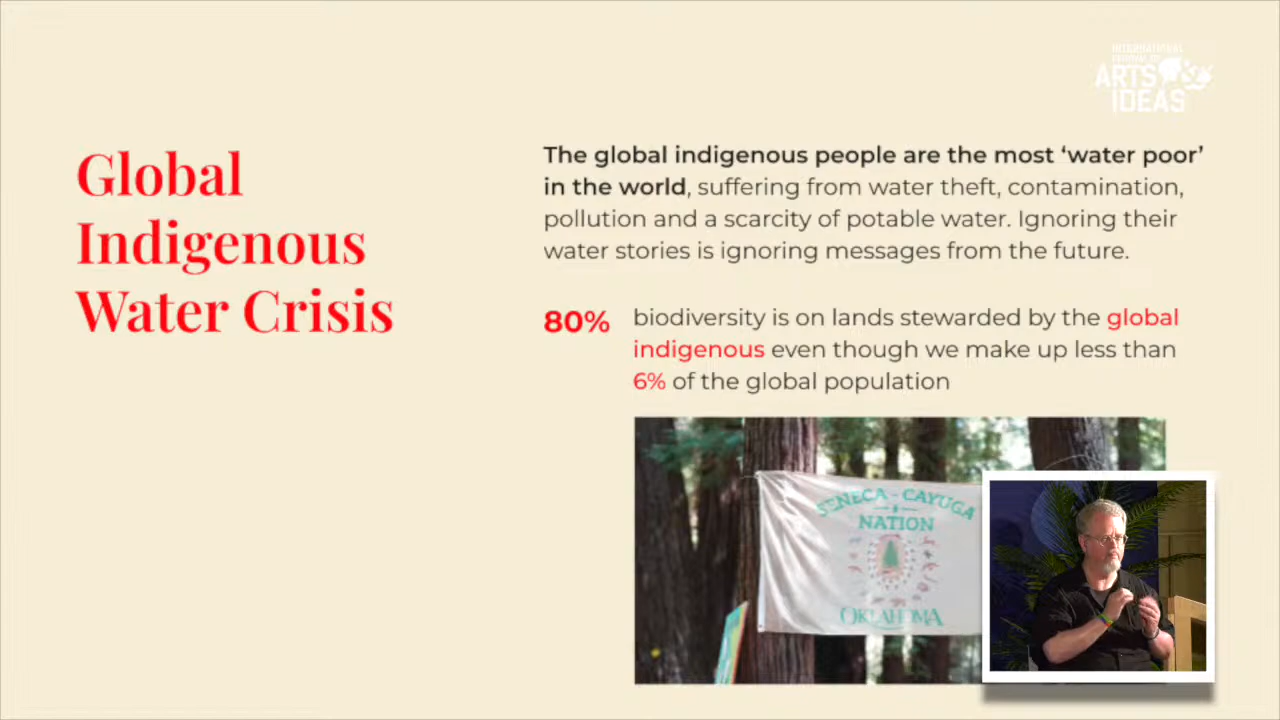 INTERNATIONAL
FESTIVAL OF
ARTS &
IDEAS
Global
Indigenous
Water Crisis
The global indigenous people are the most ‘water poor’
in the world, suffering from water theft, contamination,
pollution and a scarcity of potable water. Ignoring their
water stories is ignoring messages from the future.
80%
biodiversity is on lands stewarded by the global
indigenous even though we make up less than
6% of the global population
SENECA - CAYUGA
NATION
OKLAHOMA